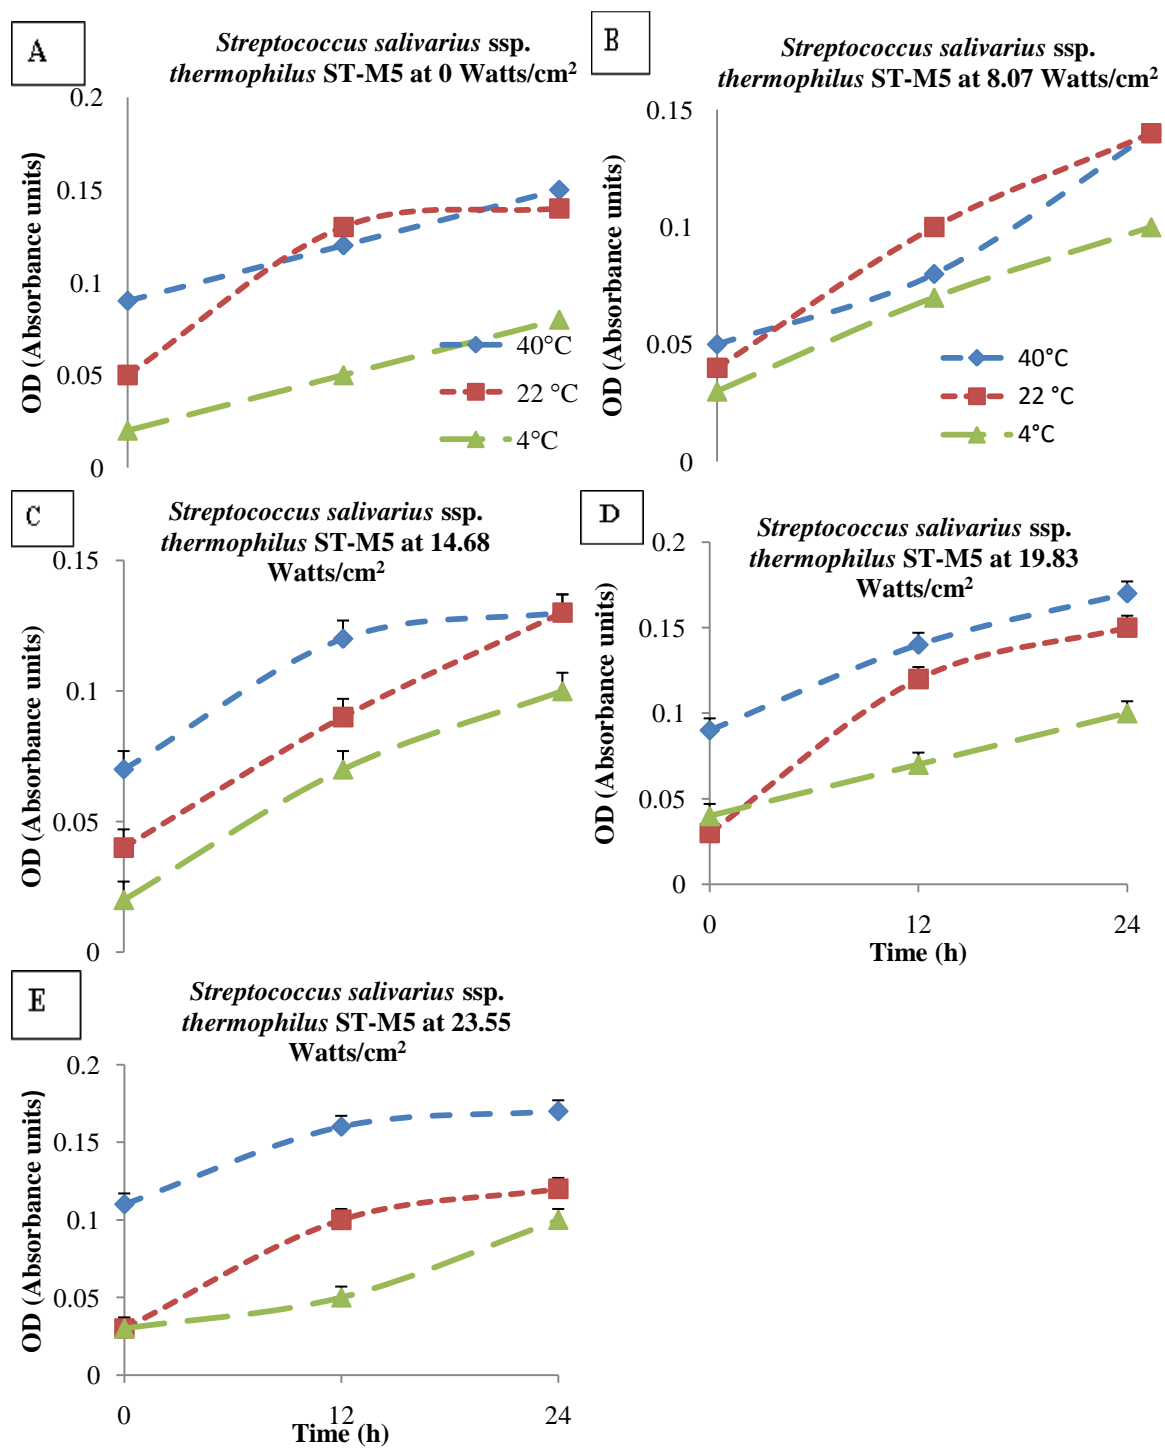 A
Streptococcus salivarius ssp.
thermophilus ST-M5 at 0 Watts/cm²
OD (Absorbance units)
0.2
0.15
0.1
0.05
0
40°C
22 °C
4°C
B
Streptococcus salivarius ssp.
thermophilus ST-M5 at 8.07 Watts/cm²
OD (Absorbance units)
0.15
0.1
0.05
0
40°C
22 °C
4°C
C
Streptococcus salivarius ssp.
thermophilus ST-M5 at 14.68
Watts/cm²
OD (Absorbance units)
0.15
0.1
0.05
0
D
Streptococcus salivarius ssp.
thermophilus ST-M5 at 19.83
Watts/cm²
OD (Absorbance units)
0.2
0.15
0.1
0.05
0
0 12 24
Time (h)
E
Streptococcus salivarius ssp.
thermophilus ST-M5 at 23.55
Watts/cm²
OD (Absorbance units)
0.2
0.15
0.1
0.05
0
0 12 24
Time (h)